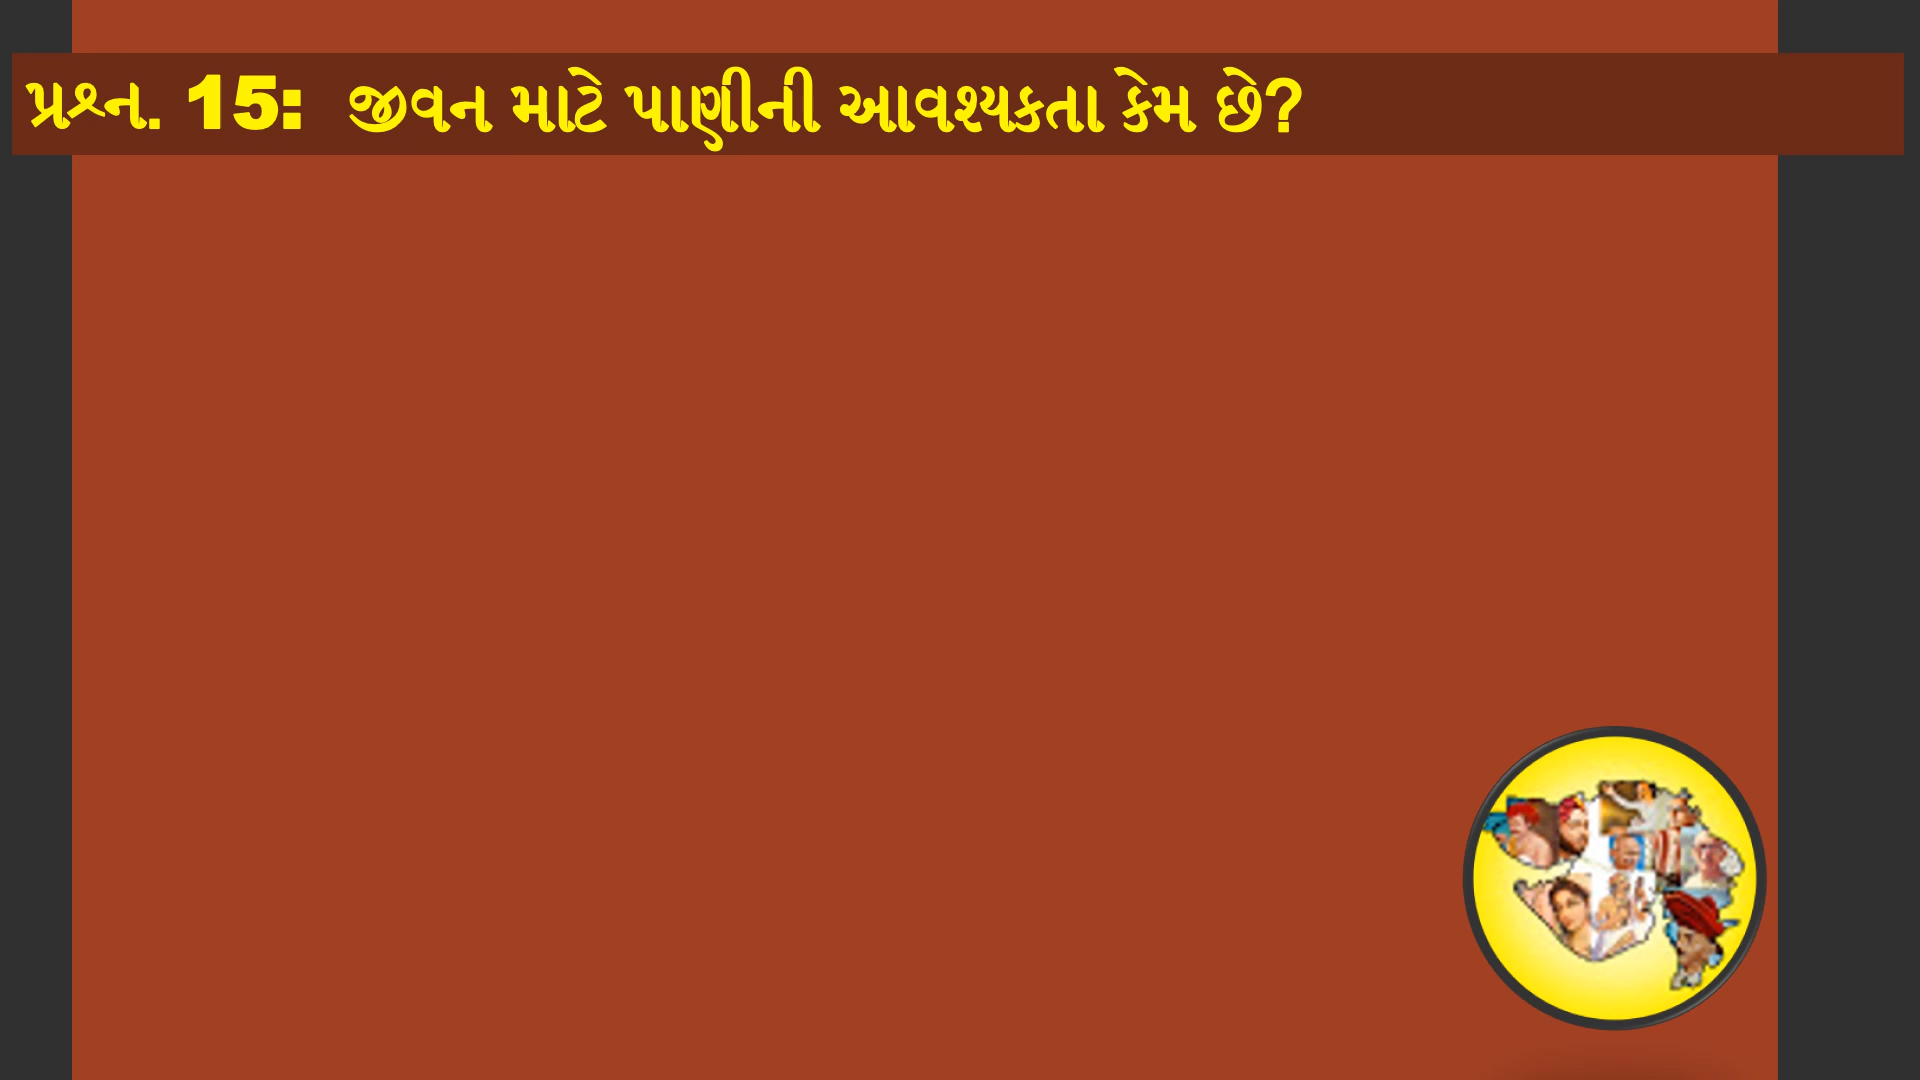 પ્રશ્ન. 15: જીવન માટે પાણીની આવશ્યકતા કેમ છે?